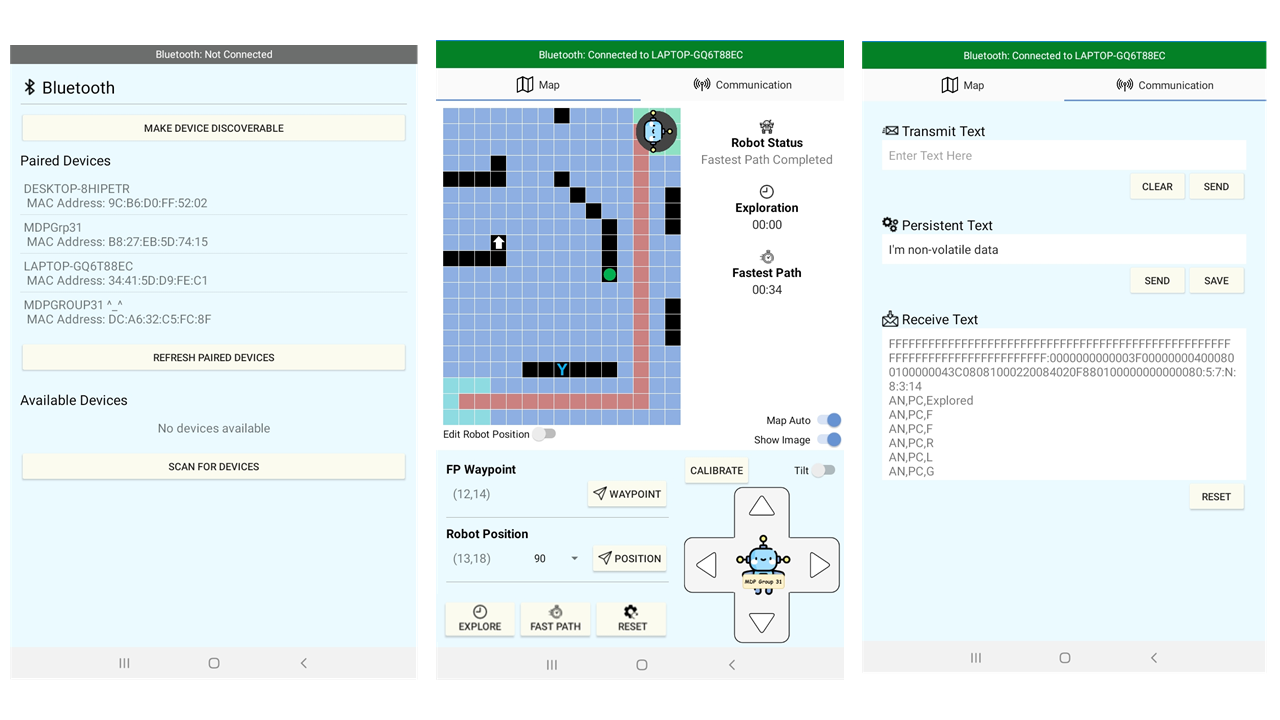 Bluetooth: Not Connected
Bluetooth
MAKE DEVICE DISCOVERABLE
Paired Devices
DESKTOP-8HIPETR
MAC Address: 9C:B6:D0:FF:52:02
MDPGrp31
MAC Address: B8:27:EB:5D:74:15
LAPTOP-GQ6T88EC
MAC Address: 34:41:5D:D9:FE:C1
MDPGROUP31 ^_^
MAC Address: DC:A6:32:C5:FC:8F
REFRESH PAIRED DEVICES
Available Devices
No devices available
SCAN FOR DEVICES
Bluetooth: Connected to LAPTOP-GQ6T88EC
Map
Communication
Robot Status
Fastest Path Completed
Exploration
00:00
Fastest Path
00:34
Y
Map Auto
Edit Robot Position
Show Image
FP Waypoint
(12,14)
WAYPOINT
CALIBRATE
Tilt
Robot Position
(13,18)
90
POSITION
MDP Group 31
EXPLORE
FAST PATH
RESET
Bluetooth: Connected to LAPTOP-GQ6T88EC
Map
Communication
Transmit Text
Enter Text Here
CLEAR
SEND
Persistent Text
I'm non-volatile data
SEND
SAVE
Receive Text
FFFFFFFFFFFFFFFFFFFFFFFFFFFFFFFFFFFFFFFFFFFFFFFFFFFF
FFFFFFFFFFFFFFFFFFFFFFFF:0000000000003F00000000400080
0100000043C08081000220084020F880100000000000080:5:7:N:
8:3:14
AN,PC,Explored
AN,PC,F
AN,PC,F
AN,PC,R
AN,PC,L
AN,PC,G
RESET